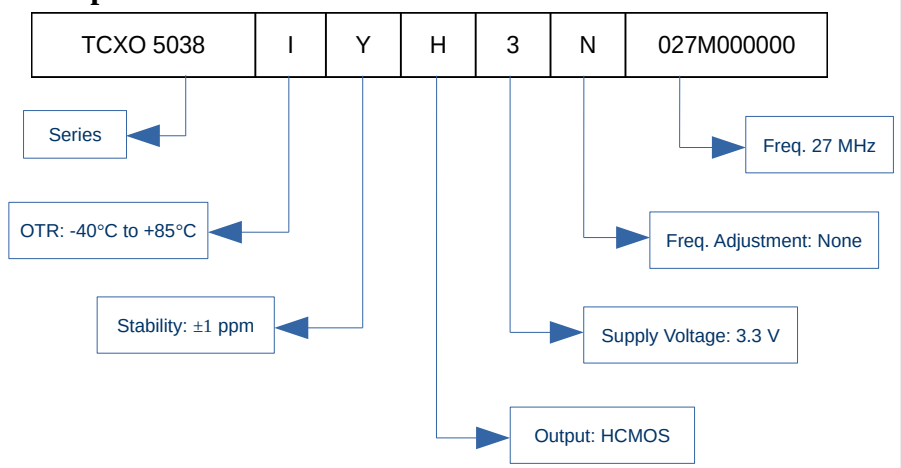 TCXO 5038 I Y H 3 N 027M000000
Series
Freq. 27 MHz
OTR: -40°C to +85°C
Freq. Adjustment: None
Stability: ±1 ppm
Supply Voltage: 3.3 V
Output: HCMOS